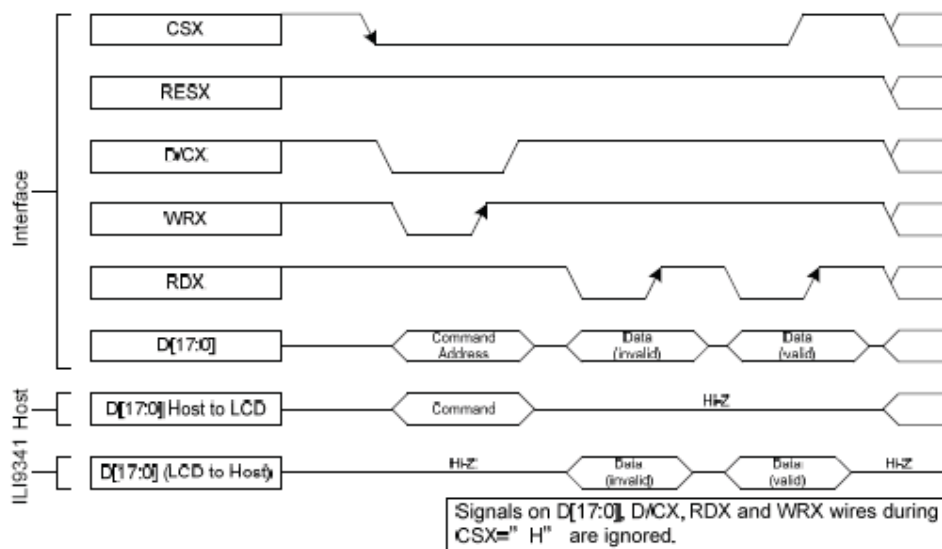 Interface
CSX
RESX
D/CX
WRX
RDX
D[17:0]
Command
Address
Data
(invalid)
Data
(valid)
Host
D[17:0] Host to LCD
Command
Hi-Z
ILI9341
D[17:0] (LCD to Host)
Hi-Z
Data
(invalid)
Data
(valid)
Hi-Z
Signals on D[17:0], D/CX, RDX and WRX wires during
CSX=” H” are ignored.